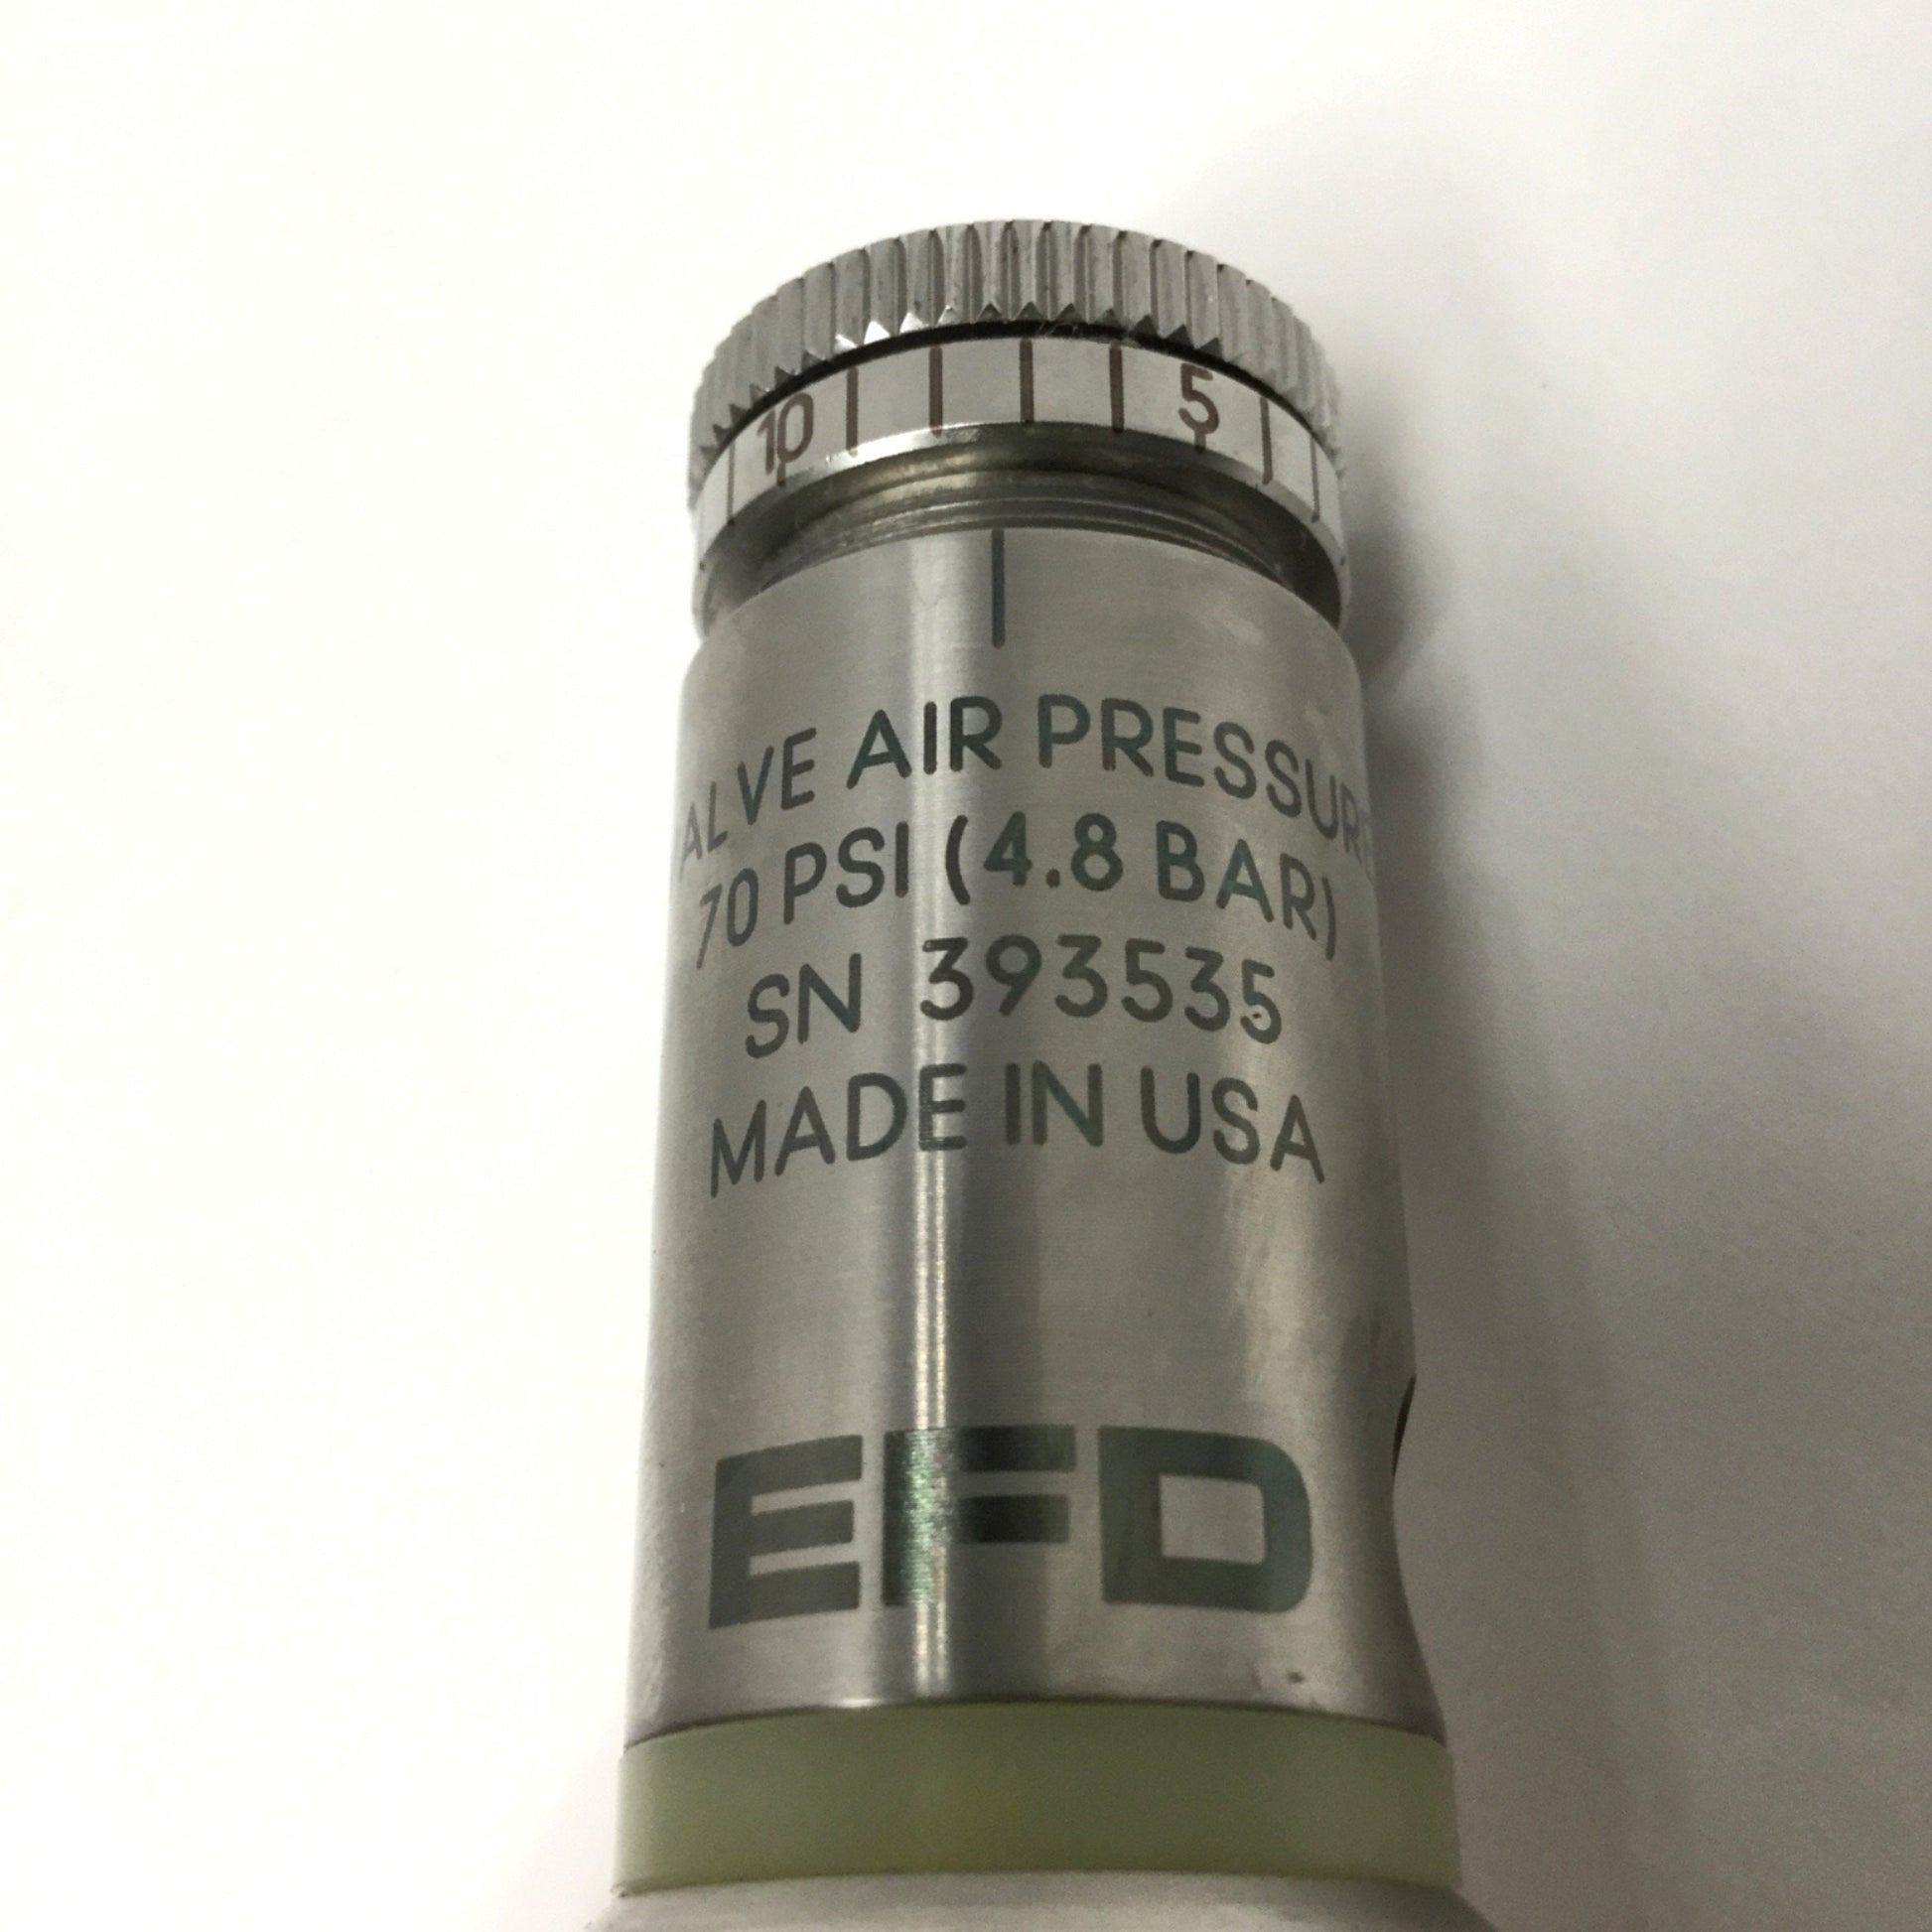 10 5
ALVE AIR PRESSURE
70 PSI (4.8 BAR)
SN 393535
MADE IN USA
EFD